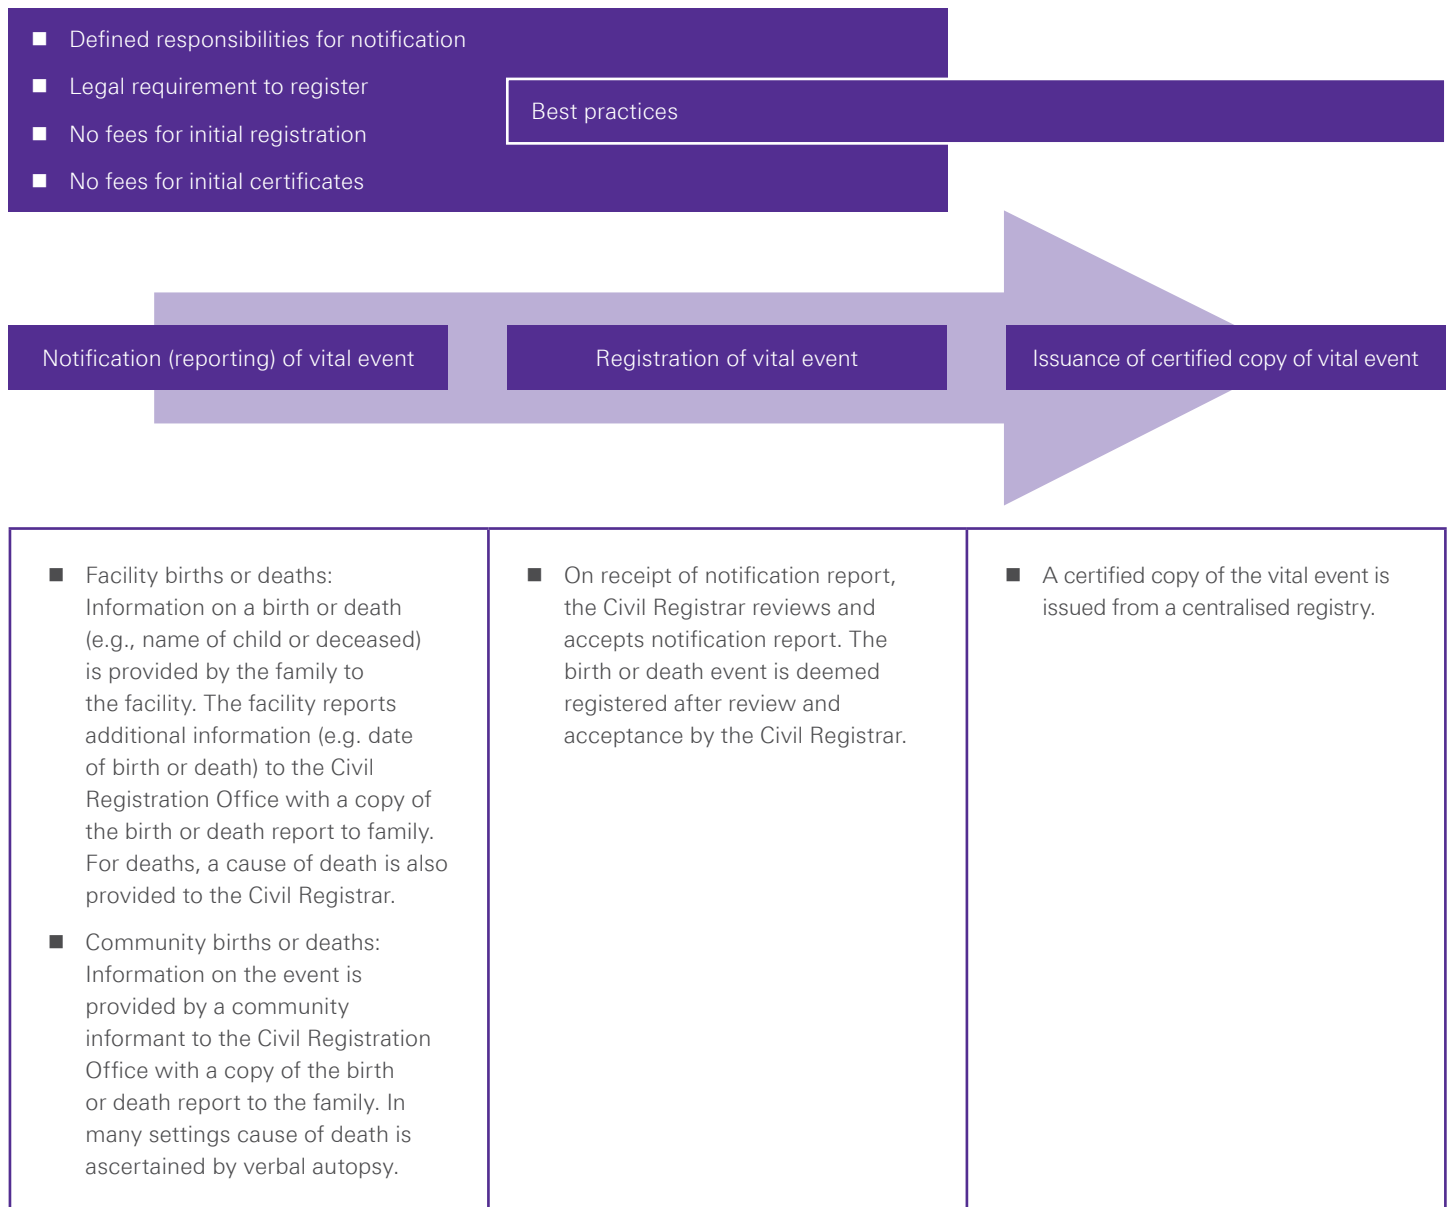 ■ Defined responsibilities for notification
■ Legal requirement to register
■ No fees for initial registration
■ No fees for initial certificates
Best practices
Notification (reporting) of vital event
Registration of vital event
Issuance of certified copy of vital event
■ Facility births or deaths:
Information on a birth or death
(e.g., name of child or deceased)
is provided by the family to
the facility. The facility reports
additional information (e.g. date
of birth or death) to the Civil
Registration Office with a copy of
the birth or death report to family.
For deaths, a cause of death is also
provided to the Civil Registrar.
■ Community births or deaths:
Information on the event is
provided by a community
informant to the Civil Registration
Office with a copy of the birth
or death report to the family. In
many settings cause of death is
ascertained by verbal autopsy.
■ On receipt of notification report,
the Civil Registrar reviews and
accepts notification report. The
birth or death event is deemed
registered after review and
acceptance by the Civil Registrar.
■ A certified copy of the vital event is
issued from a centralised registry.